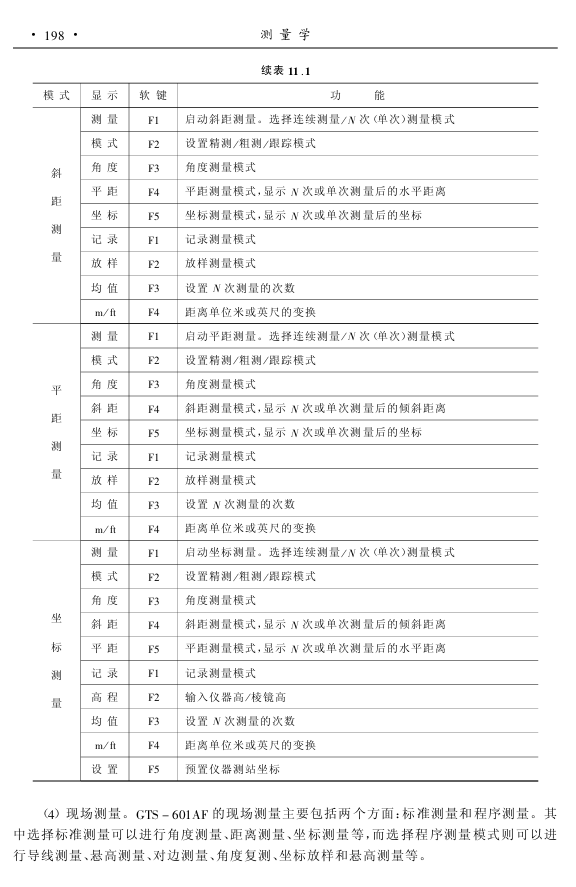 • 198 • 测 量 学
续表 11.1
模 式 显 示 软 键 功 能
斜距测量
测 量 F1 启动斜距测量。选择连续测量/N 次(单次)测量模式
模 式 F2 设置精测/粗测/跟踪模式
角 度 F3 角度测量模式
平 距 F4 平距测量模式,显示 N 次或单次测量后的水平距离
坐 标 F5 坐标测量模式,显示 N 次或单次测量后的坐标
记 录 F1 记录测量模式
放 样 F2 放样测量模式
均 值 F3 设置 N 次测量的次数
m/ft F4 距离单位米或英尺的变换
平距测量
测 量 F1 启动平距测量。选择连续测量/N 次(单次)测量模式
模 式 F2 设置精测/粗测/跟踪模式
角 度 F3 角度测量模式
斜 距 F4 斜距测量模式,显示 N 次或单次测量后的倾斜距离
坐 标 F5 坐标测量模式,显示 N 次或单次测量后的坐标
记 录 F1 记录测量模式
放 样 F2 放样测量模式
均 值 F3 设置 N 次测量的次数
m/ft F4 距离单位米或英尺的变换
坐标测量
测 量 F1 启动坐标测量。选择连续测量/N 次(单次)测量模式
模 式 F2 设置精测/粗测/跟踪模式
角 度 F3 角度测量模式
斜 距 F4 斜距测量模式,显示 N 次或单次测量后的倾斜距离
平 距 F5 平距测量模式,显示 N 次或单次测量后的水平距离
记 录 F1 记录测量模式
高 程 F2 输入仪器高/棱镜高
均 值 F3 设置 N 次测量的次数
m/ft F4 距离单位米或英尺的变换
设 置 F5 预置仪器测站坐标
(4) 现场测量。GTS－601AF 的现场测量主要包括两个方面:标准测量和程序测量。其
中选择标准测量可以进行角度测量、距离测量、坐标测量等,而选择程序测量模式则可以进
行导线测量、悬高测量、对边测量、角度复测、坐标放样和悬高测量等。